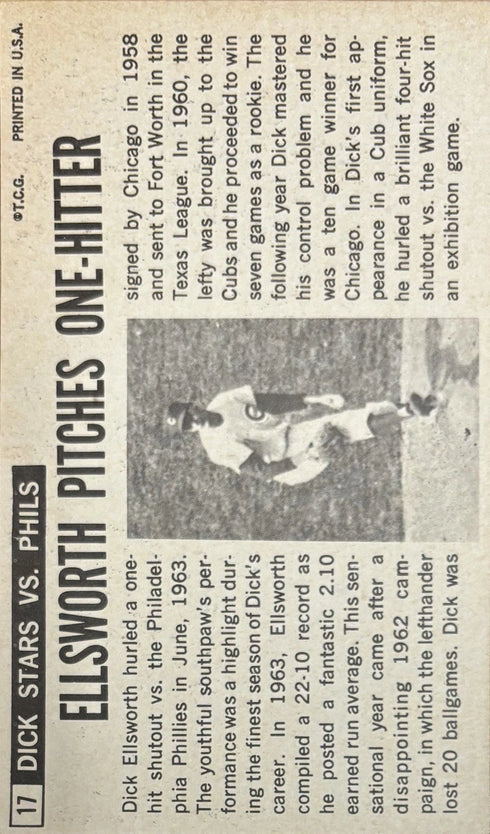 17 DICK STARS VS. PHILS
©T.C.G. PRINTED IN U.S.A.
ELLSWORTH PITCHES ONE-HITTER
Dick Ellsworth hurled a one-
hit shutout vs. the Philadel-
phia Phillies in June, 1963.
The youthful southpaw's per-
formance was a highlight dur-
ing the finest season of Dick's
career. In 1963, Ellsworth
compiled a 22-10 record as
he posted a fantastic 2.10
earned run average. This sen-
sational year came after a
disappointing 1962 cam-
paign, in which the lefthander
lost 20 ballgames. Dick was
signed by Chicago in 1958
and sent to Fort Worth in the
Texas League. In 1960, the
lefty was brought up to the
Cubs and he proceeded to win
seven games as a rookie. The
following year Dick mastered
his control problem and he
was a ten game winner for
Chicago. In Dick's first ap-
pearance in a Cub uniform,
he hurled a brilliant four-hit
shutout vs. the White Sox in
an exhibition game.